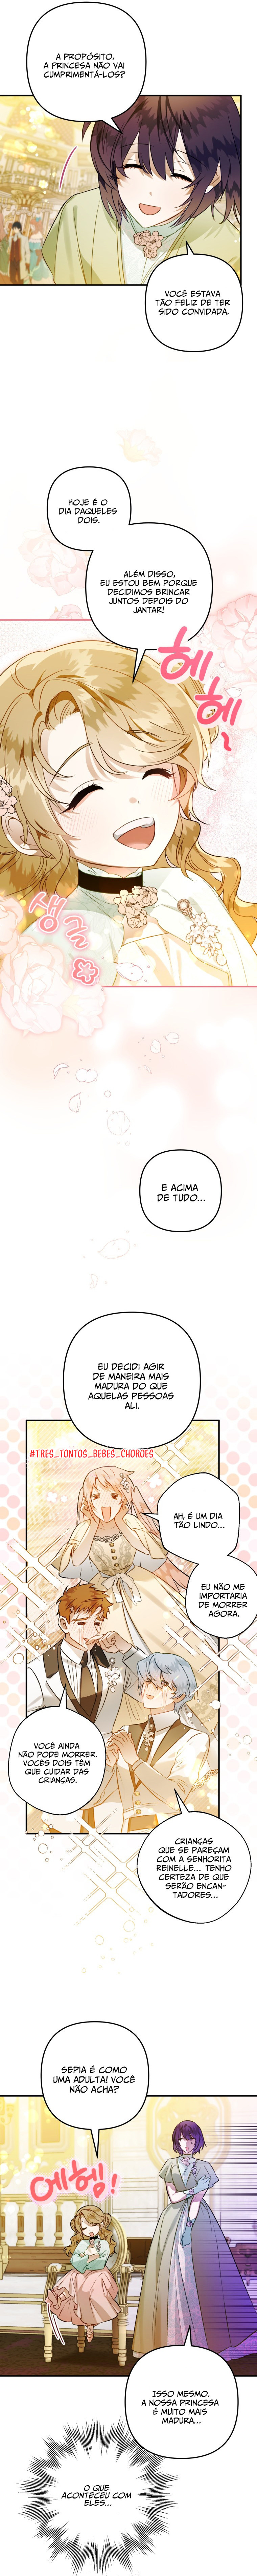 A PROPÓSITO,
A PRINCESA NÃO VAI
CUMPRIMENTÁ-LOS?
VOCÊ ESTAVA
TÃO FELIZ DE TER
SIDO CONVIDADA.
HOJE É O
DIA DAQUELES
DOIS.
ALÉM DISSO,
EU ESTOU BEM PORQUE
DECIDIMOS BRINCAR
JUNTOS DEPOIS DO
JANTAR!
헤
헤~
생글
E ACIMA
DE TUDO...
EU DECIDI AGIR
DE MANEIRA MAIS
MADURA DO QUE
AQUELAS PESSOAS
ALI.
#TRES_TONTOS_BEBES_CHOROES
AH, É UM DIA
TÃO LINDO...
EU NÃO ME
IMPORTARIA
DE MORRER
AGORA.
VOCÊ AINDA
NÃO PODE MORRER.
VOCÊS DOIS TÊM
QUE CUIDAR DAS
CRIANÇAS.
CRIANÇAS
QUE SE PAREÇAM
COM A SENHORITA
REINELLE... TENHO
CERTEZA DE QUE
SERÃO ENCAN-
TADORES...
SEPIA É COMO
UMA ADULTA! VOCÊ
NÃO ACHA?
에헴!
ISSO MESMO.
A NOSSA PRINCESA
É MUITO MAIS
MADURA...
O QUE
ACONTECEU COM
ELES...